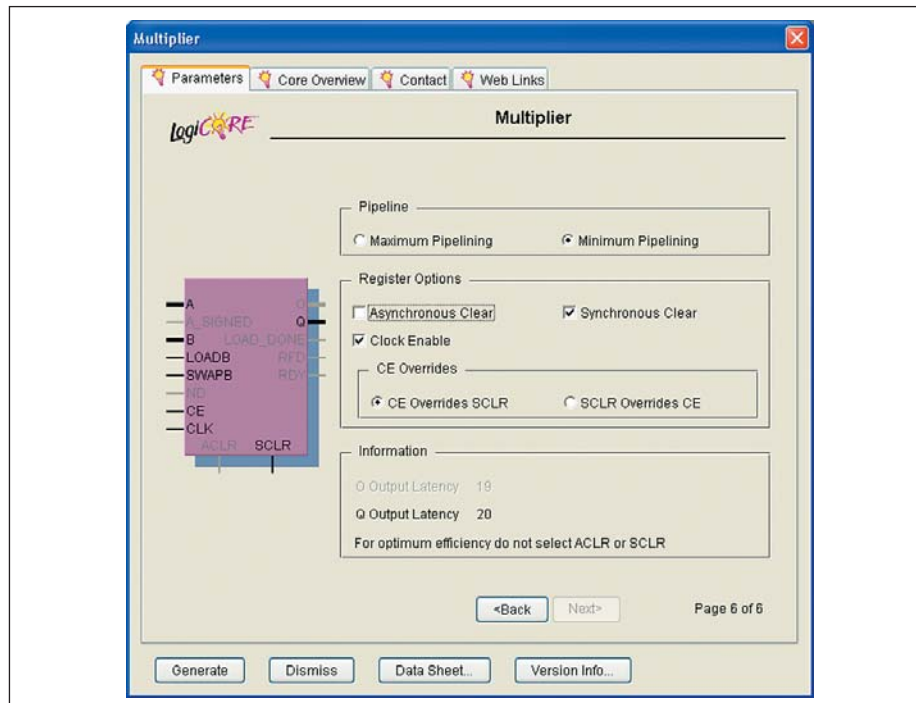 Multiplier
Parameters Core Overview Contact Web Links
LogiCORE
Multiplier
Pipeline
Maximum Pipelining Minimum Pipelining
Register Options
Asynchronous Clear Synchronous Clear
Clock Enable
CE Overrides
CE Overrides SCLR SCLR Overrides CE
A O
A_SIGNED Q
B LOAD_DONE
LOADB RFD
SWAPB RDY
ND
CE
CLK
ACLR SCLR
Information
O Output Latency 19
Q Output Latency 20
For optimum efficiency do not select ACLR or SCLR
<Back Next> Page 6 of 6
Generate Dismiss Data Sheet... Version Info...